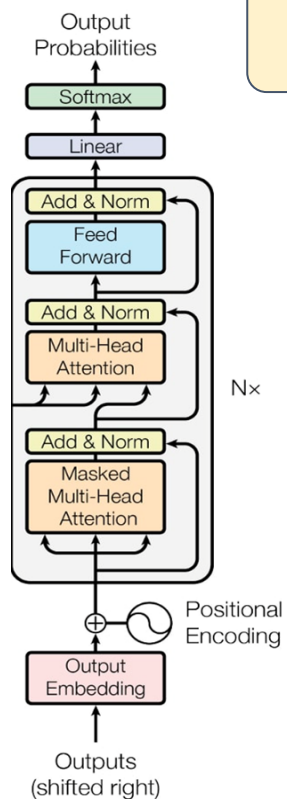 Output
Probabilities
Softmax
Linear
Add & Norm
Feed
Forward
Add & Norm
Multi-Head
Attention
N×
Add & Norm
Masked
Multi-Head
Attention
Positional
Encoding
Output
Embedding
Outputs
(shifted right)